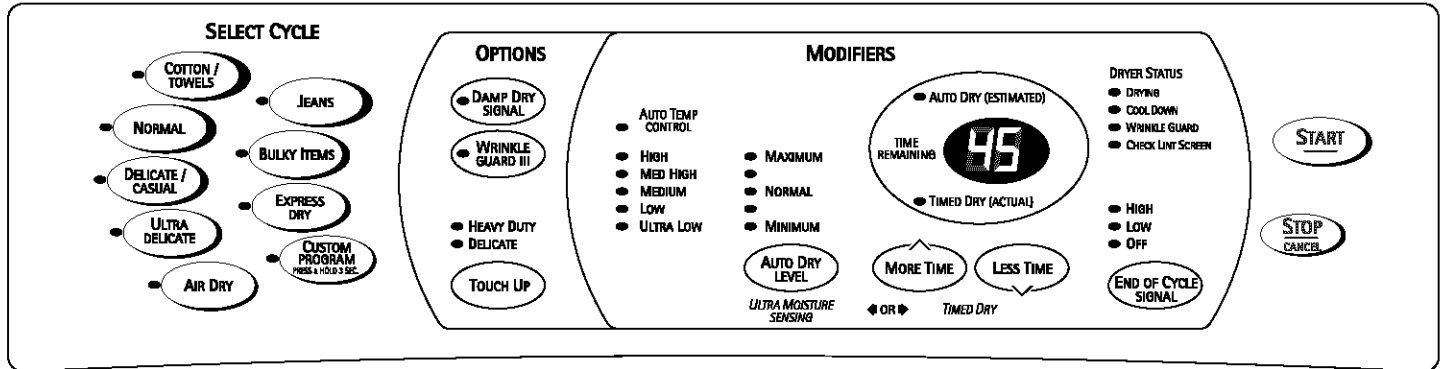 SELECT CYCLE
COTTON /
TOWELS
JEANS
NORMAL
BULKY ITEMS
DELICATE /
CASUAL
EXPRESS
DRY
ULTRA
DELICATE
CUSTOM
PROGRAM
PRESS & HOLD 3 SEC.
AIR DRY
OPTIONS
DAMP DRY
SIGNAL
WRINKLE
GUARD III
HEAVY DUTY
DELICATE
TOUCH UP
MODIFIERS
AUTO TEMP
CONTROL
HIGH
MED HIGH
MEDIUM
LOW
ULTRA LOW
MAXIMUM
NORMAL
MINIMUM
AUTO DRY
LEVEL
ULTRA MOISTURE
SENSING
OR
TIMED DRY
AUTO DRY (ESTIMATED)
TIME
REMAINING
45
TIMED DRY (ACTUAL)
MORE TIME
LESS TIME
DRYER STATUS
DRYING
COOL DOWN
WRINKLE GUARD
CHECK LINT SCREEN
HIGH
LOW
OFF
END OF CYCLE
SIGNAL
START
STOP
CANCEL